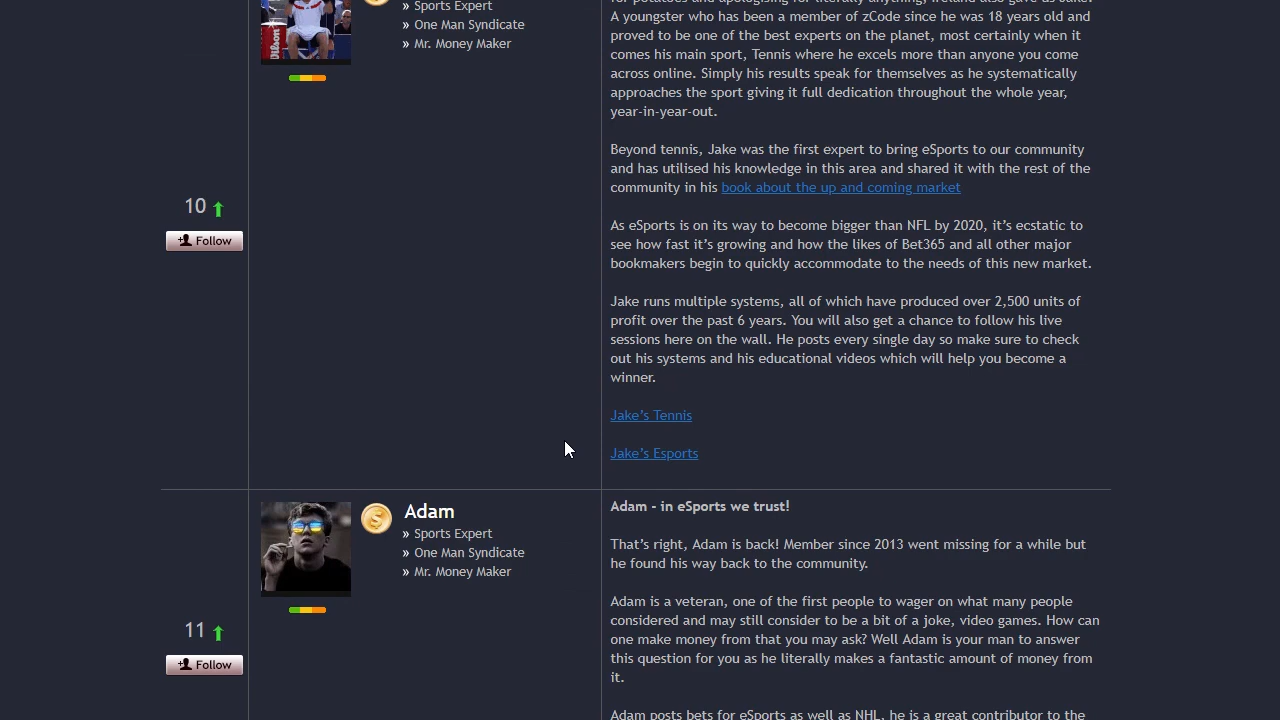 for potatoes and apologising for literally anything, Ireland also gave us Jake.
» Sports Expert
A youngster who has been a member of zCode since he was 18 years old and
» One Man Syndicate
proved to be one of the best experts on the planet, most certainly when it
» Mr. Money Maker
comes his main sport, Tennis where he excels more than anyone you come
across online. Simply his results speak for themselves as he systematically
approaches the sport giving it full dedication throughout the whole year,
year-in-year-out.
Beyond tennis, Jake was the first expert to bring eSports to our community
and has utilised his knowledge in this area and shared it with the rest of the
community in his book about the up and coming market
10
Follow
As eSports is on its way to become bigger than NFL by 2020, it’s ecstatic to
see how fast it’s growing and how the likes of Bet365 and all other major
bookmakers begin to quickly accommodate to the needs of this new market.
Jake runs multiple systems, all of which have produced over 2,500 units of
profit over the past 6 years. You will also get a chance to follow his live
sessions here on the wall. He posts every single day so make sure to check
out his systems and his educational videos which will help you become a
winner.
Jake’s Tennis
Jake’s Esports
Adam
» Sports Expert
» One Man Syndicate
» Mr. Money Maker
11
Follow
Adam - in eSports we trust!
That’s right, Adam is back! Member since 2013 went missing for a while but
he found his way back to the community.
Adam is a veteran, one of the first people to wager on what many people
considered and may still consider to be a bit of a joke, video games. How can
one make money from that you may ask? Well Adam is your man to answer
this question for you as he literally makes a fantastic amount of money from
it.
Adam posts bets for eSports as well as NHL, he is a great contributor to the
Wilson